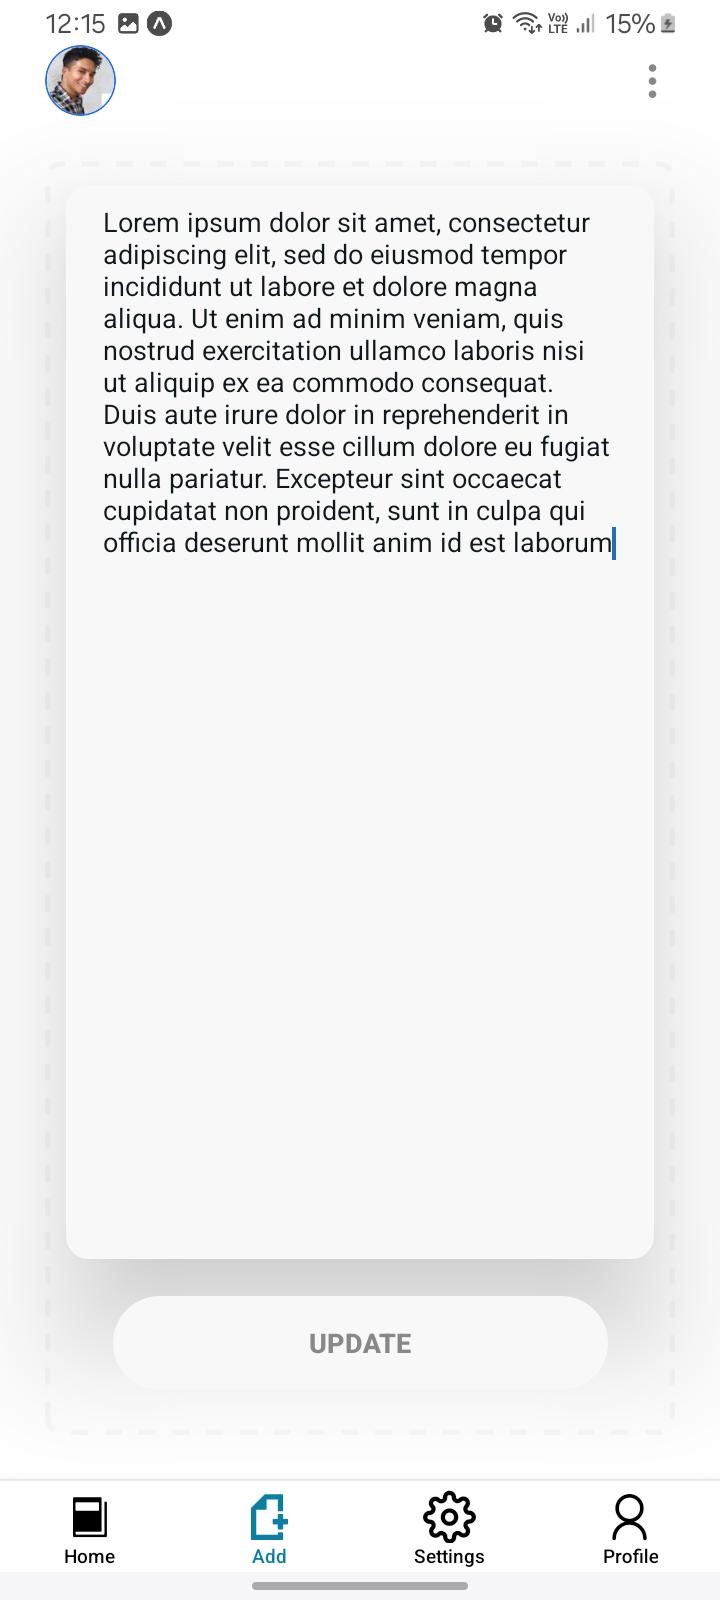 12:15
Vo))
LTE
15%
Lorem ipsum dolor sit amet, consectetur
adipiscing elit, sed do eiusmod tempor
incididunt ut labore et dolore magna
aliqua. Ut enim ad minim veniam, quis
nostrud exercitation ullamco laboris nisi
ut aliquip ex ea commodo consequat.
Duis aute irure dolor in reprehenderit in
voluptate velit esse cillum dolore eu fugiat
nulla pariatur. Excepteur sint occaecat
cupidatat non proident, sunt in culpa qui
officia deserunt mollit anim id est laborum
UPDATE
Home
Add
Settings
Profile